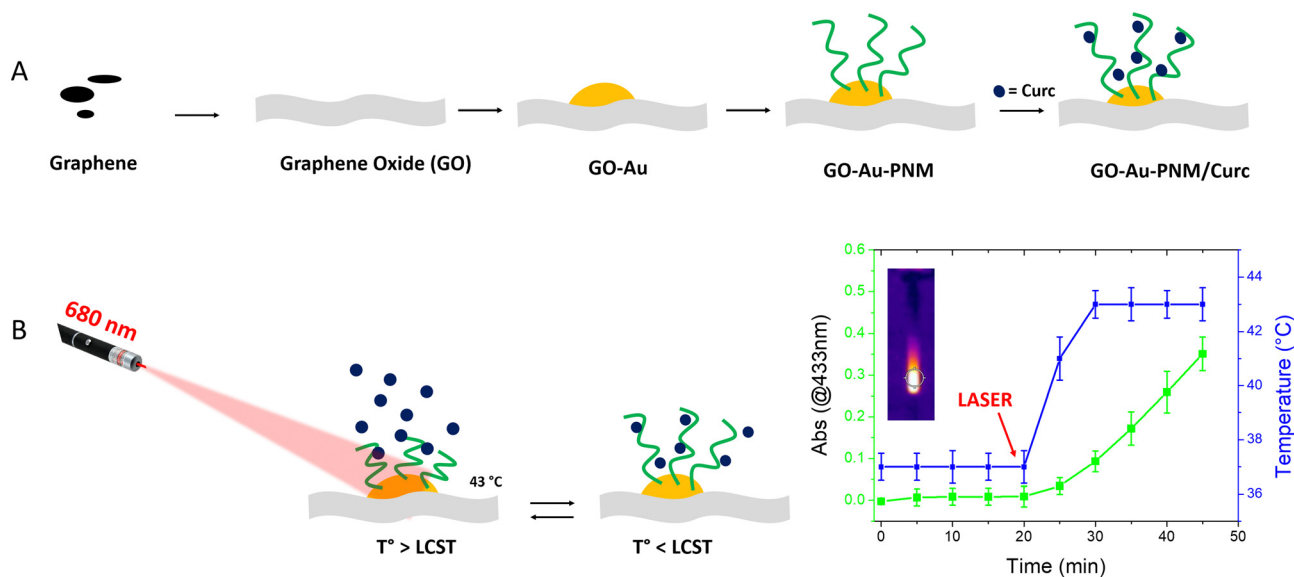 A
= Curc
Graphene
Graphene Oxide (GO)
GO-Au
GO-Au-PNM
GO-Au-PNM/Curc
B
680 nm
43 °C
T° > LCST
T° < LCST
Abs (@433nm)
0.6
0.5
0.4
0.3
0.2
0.1
0.0
LASER
44
42
40
38
36
Temperature (°C)
0 10 20 30 40 50
Time (min)